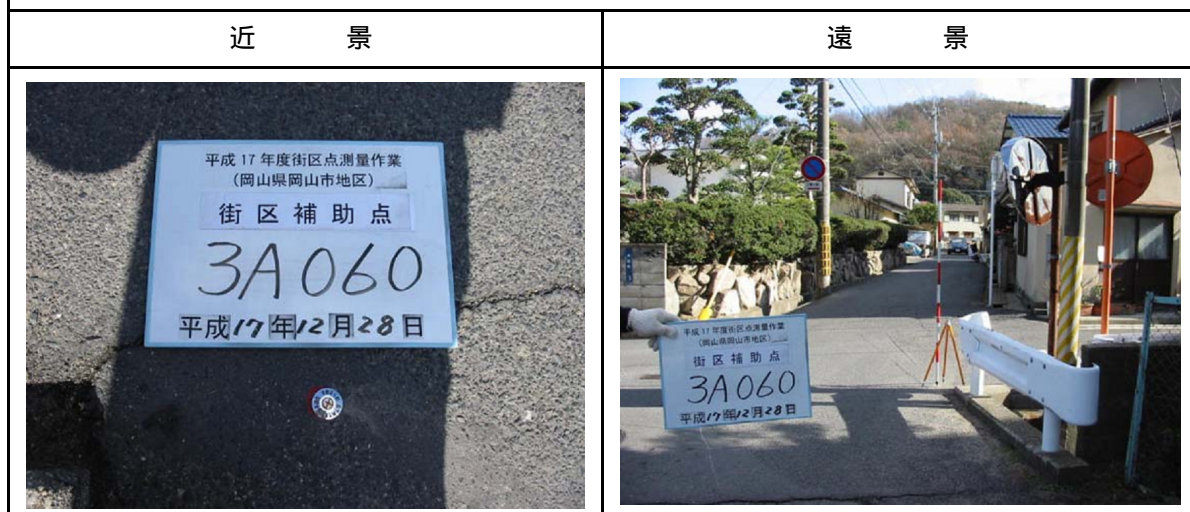 近 景
遠 景
平成 17 年度街区点測量作業
（岡山県岡山市地区）
街 区 補 助 点
3A060
平成17年12月28日
平成 17 年度街区点測量作業
（岡山県岡山市地区）
街 区 補 助 点
3A060
平成17年12月28日